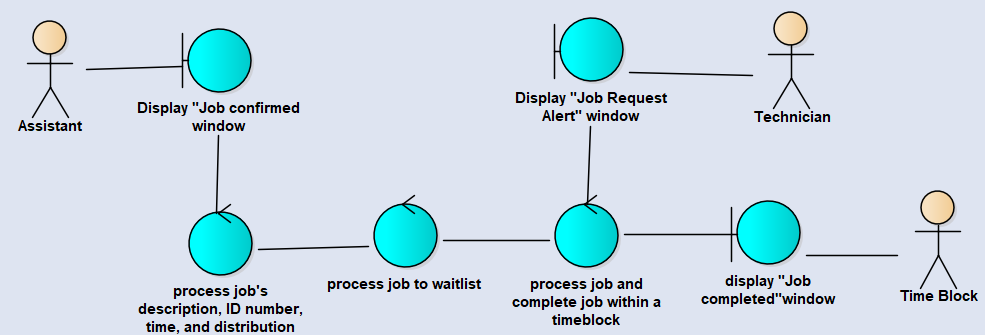 Assistant
Display "Job confirmed
window
Display "Job Request
Alert" window
Technician
process job's
description, ID number,
time, and distribution
process job to waitlist
process job and
complete job within a
timeblock
display "Job
completed"window
Time Block